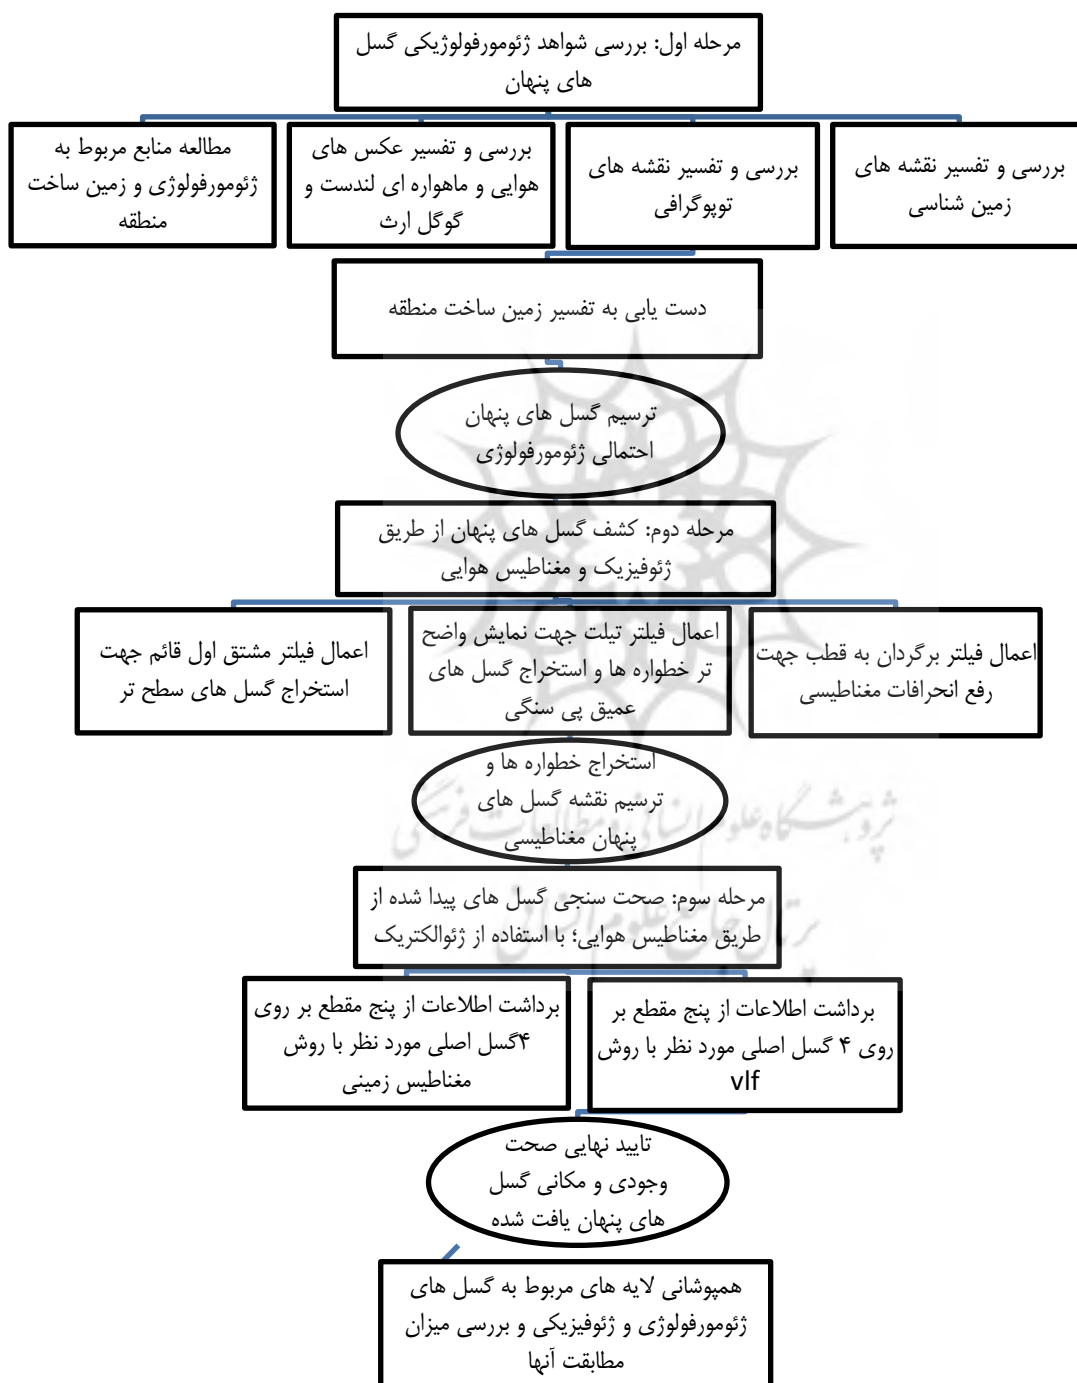 مرحله اول: بررسی شواهد ژئومورفولوژیکی گسل
های پنهان
بررسی و تفسیر نقشه های
زمین شناسی
بررسی و تفسیر نقشه های
توپوگرافی
بررسی و تفسیر عکس های
هوایی و ماهواره ای لندست و
گوگل ارث
مطالعه منابع مربوط به
ژئومورفولوژی و زمین ساخت
منطقه
دست یابی به تفسیر زمین ساخت منطقه
ترسیم گسل های پنهان
احتمالی ژئومورفولوژی
مرحله دوم: کشف گسل های پنهان از طریق
ژئوفیزیک و مغناطیس هوایی
اعمال فیلتر برگردان به قطب جهت
رفع انحرافات مغناطیسی
اعمال فیلتر تیلت جهت نمایش واضح
تر خطواره ها و استخراج گسل های
عمیق پی سنگی
اعمال فیلتر مشتق اول قائم جهت
استخراج گسل های سطح تر
استخراج خطواره ها و
ترسیم نقشه گسل های
پنهان مغناطیسی
پژوهشگاه علوم انسانی و مطالعات فرهنگی
مرحله سوم: صحت سنجی گسل های پیدا شده از
طریق مغناطیس هوایی؛ با استفاده از ژئوالکتریک
پرتال جامع علوم انسانی
برداشت اطلاعات از پنج مقطع بر
روی ۴ گسل اصلی مورد نظر با روش
vlf
برداشت اطلاعات از پنج مقطع بر روی
۴گسل اصلی مورد نظر با روش
مغناطیس زمینی
تایید نهایی صحت
وجودی و مکانی گسل
های پنهان یافت شده
همپوشانی لایه های مربوط به گسل های
ژئومورفولوژی و ژئوفیزیکی و بررسی میزان
مطابقت آنها